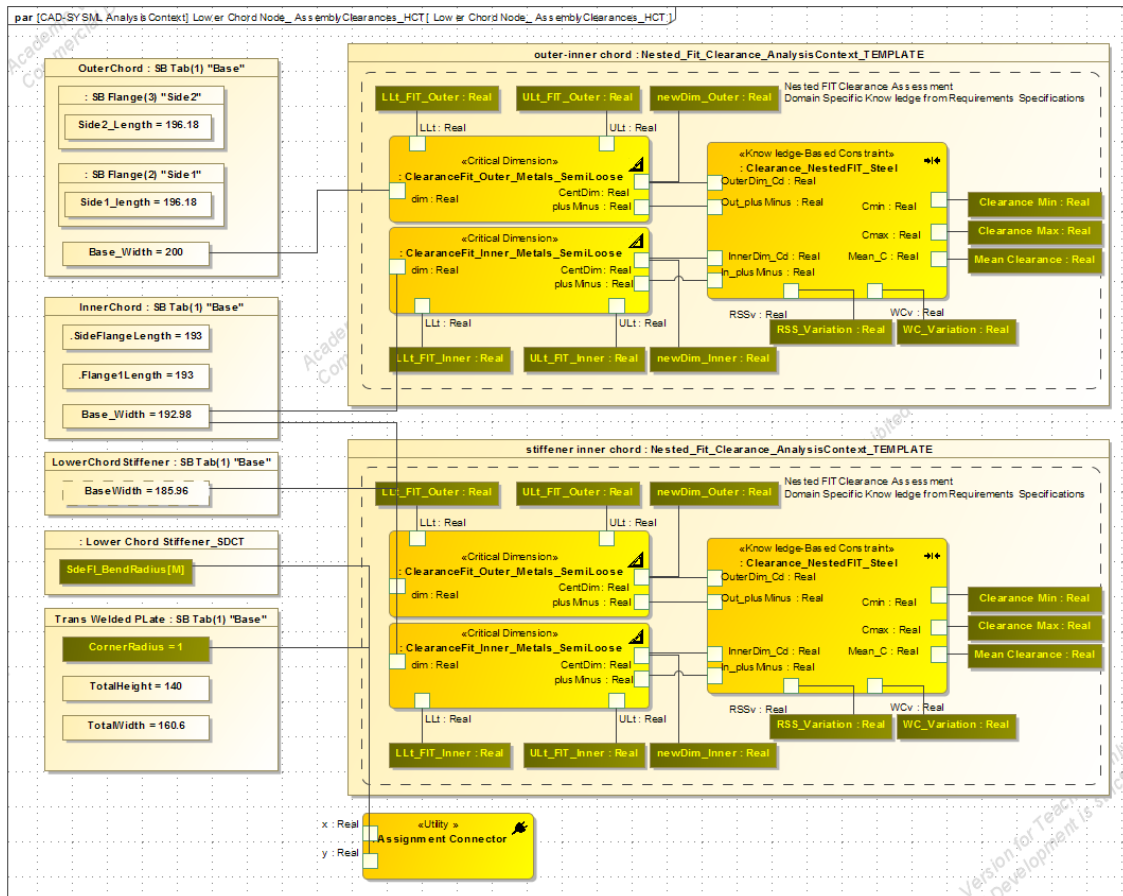 par [CAD-SYSML AnalysisContext] Lower Chord Node_ AssemblyClearances_HCT [ Lower Chord Node_ AssemblyClearances_HCT ]
OuterChord : SB Tab(1) "Base"
: SB Flange(3) "Side2"
Side2_Length = 196.18
: SB Flange(2) "Side1"
Side1_length = 196.18
Base_Width = 200
InnerChord : SB Tab(1) "Base"
.SideFlangeLength = 193
.Flange1Length = 193
Base_Width = 192.98
LowerChordStiffener : SB Tab(1) "Base"
BaseWidth = 185.96
: Lower Chord Stiffener_SDCT
SdeFl_BendRadius[M]
Trans Welded PLate : SB Tab(1) "Base"
CornerRadius = 1
TotalHeight = 140
TotalWidth = 160.6
outer-inner chord : Nested_Fit_Clearance_AnalysisContext_TEMPLATE
Nested FIT Clearance Assessment
Domain Specific Knowledge from Requirements Specifications
LLt_FIT_Outer : Real
ULt_FIT_Outer : Real
newDim_Outer : Real
LLt : Real
ULt : Real
«Critical Dimension»
: ClearanceFit_Outer_Metals_SemiLoose
dim : Real
CentDim : Real
plus Minus : Real
«Critical Dimension»
: ClearanceFit_Inner_Metals_SemiLoose
dim : Real
CentDim : Real
plus Minus : Real
LLt : Real
ULt : Real
LLt_FIT_Inner : Real
ULt_FIT_Inner : Real
newDim_Inner : Real
«Knowledge-Based Constraint»
: Clearance_NestedFIT_Steel
OuterDim_Cd : Real
Out_plus Minus : Real
Cmin : Real
Cmax : Real
InnerDim_Cd : Real
Mean_C : Real
In_plus Minus : Real
RSSv : Real
WCv : Real
RSS_Variation : Real
WC_Variation : Real
Clearance Min : Real
Clearance Max : Real
Mean Clearance : Real
stiffener inner chord : Nested_Fit_Clearance_AnalysisContext_TEMPLATE
Nested FIT Clearance Assessment
Domain Specific Knowledge from Requirements Specifications
LLt_FIT_Outer : Real
ULt_FIT_Outer : Real
newDim_Outer : Real
LLt : Real
ULt : Real
«Critical Dimension»
: ClearanceFit_Outer_Metals_SemiLoose
dim : Real
CentDim : Real
plus Minus : Real
«Critical Dimension»
: ClearanceFit_Inner_Metals_SemiLoose
dim : Real
CentDim : Real
plus Minus : Real
LLt : Real
ULt : Real
LLt_FIT_Inner : Real
ULt_FIT_Inner : Real
newDim_Inner : Real
«Knowledge-Based Constraint»
: Clearance_NestedFIT_Steel
OuterDim_Cd : Real
Out_plus Minus : Real
Cmin : Real
Cmax : Real
InnerDim_Cd : Real
Mean_C : Real
In_plus Minus : Real
RSSv : Real
WCv : Real
RSS_Variation : Real
WC_Variation : Real
Clearance Min : Real
Clearance Max : Real
Mean Clearance : Real
x : Real
y : Real
«Utility »
Assignment Connector